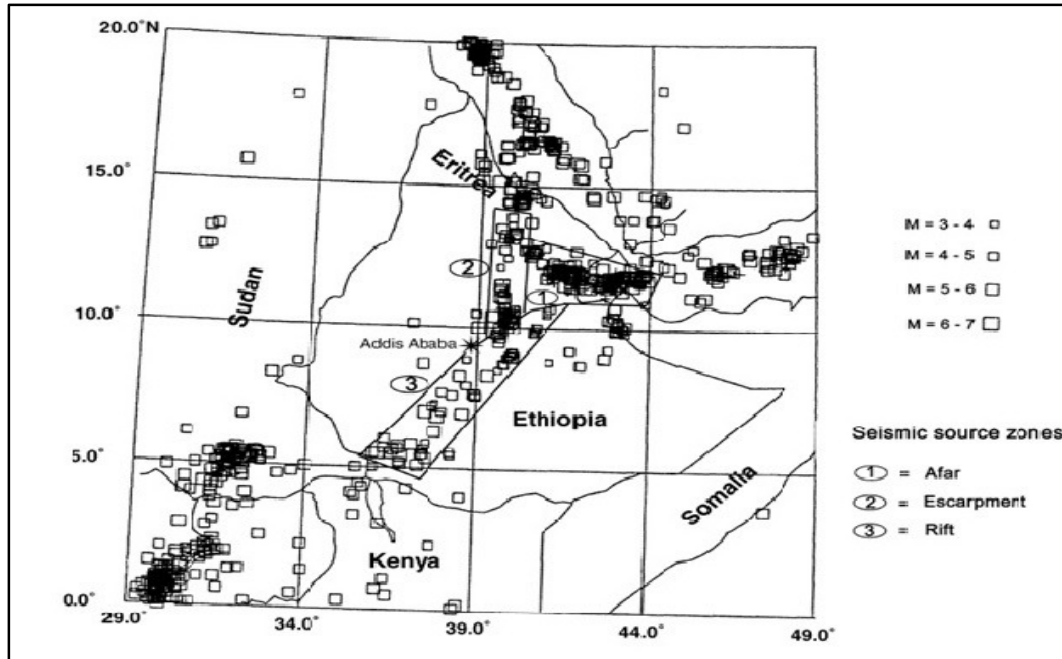 20.0°N
15.0°
10.0°
5.0°
0.0°
29.0°
34.0°
39.0°
44.0°
49.0°
Eritrea
Sudan
Addis Ababa
Ethiopia
Somalia
Kenya
1
2
3
M = 3 - 4
M = 4 - 5
M = 5 - 6
M = 6 - 7
Seismic source zones
1 = Afar
2 = Escarpment
3 = Rift